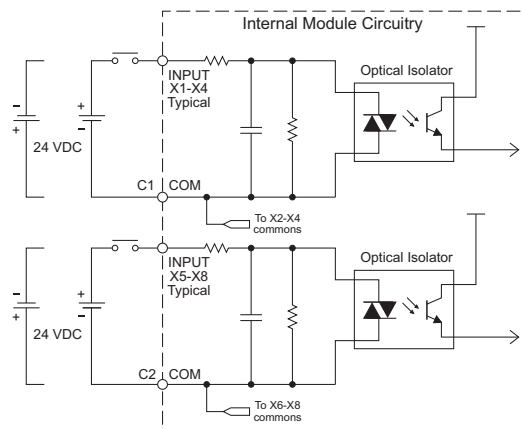 Internal Module Circuitry
INPUT
X1-X4
Typical
Optical Isolator
-
+
+
-
24 VDC
C1
COM
To X2-X4
commons
INPUT
X5-X8
Typical
Optical Isolator
-
+
+
-
24 VDC
C2
COM
To X6-X8
commons